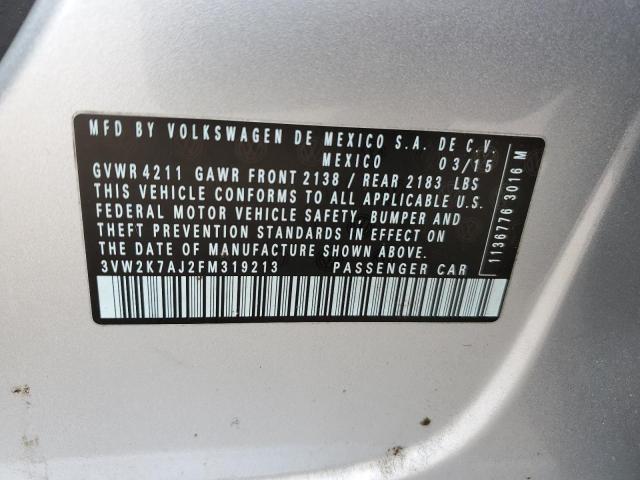 MFD BY VOLKSWAGEN DE MEXICO S.A. DE C.V.
MEXICO 03/15
GVWR 4211 GAWR FRONT 2138 / REAR 2183 LBS
THIS VEHICLE CONFORMS TO ALL APPLICABLE U.S.
FEDERAL MOTOR VEHICLE SAFETY, BUMPER AND
THEFT PREVENTION STANDARDS IN EFFECT ON
THE DATE OF MANUFACTURE SHOWN ABOVE.
3VW2K7AJ2FM319213 PASSENGER CAR
1136776 3016 M